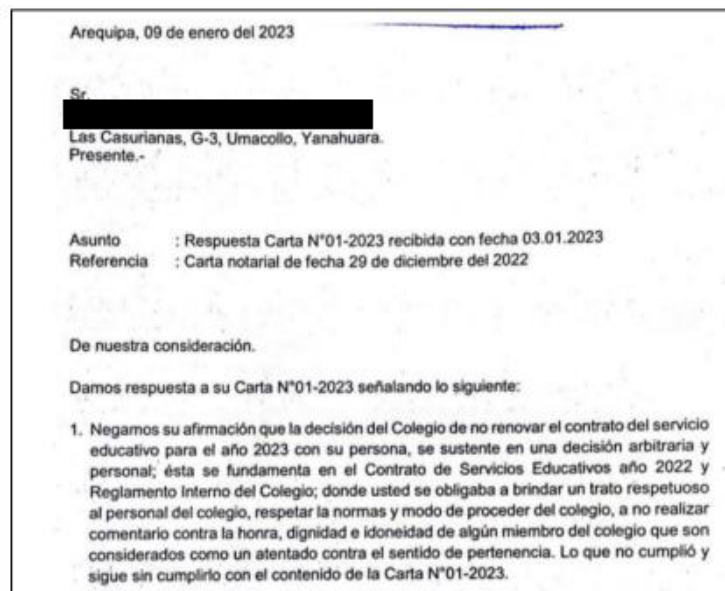 Arequipa, 09 de enero del 2023
Sr.
Las Casurianas, G-3, Umacollo, Yanahuara.
Presente.-
Asunto : Respuesta Carta N°01-2023 recibida con fecha 03.01.2023
Referencia : Carta notarial de fecha 29 de diciembre del 2022
De nuestra consideración.
Damos respuesta a su Carta N°01-2023 señalando lo siguiente:
1. Negamos su afirmación que la decisión del Colegio de no renovar el contrato del servicio
educativo para el año 2023 con su persona, se sustente en una decisión arbitraria y
personal; ésta se fundamenta en el Contrato de Servicios Educativos año 2022 y
Reglamento Interno del Colegio; donde usted se obligaba a brindar un trato respetuoso
al personal del colegio, respetar la normas y modo de proceder del colegio, a no realizar
comentario contra la honra, dignidad e idoneidad de algún miembro del colegio que son
considerados como un atentado contra el sentido de pertenencia. Lo que no cumplió y
sigue sin cumplirlo con el contenido de la Carta N°01-2023.